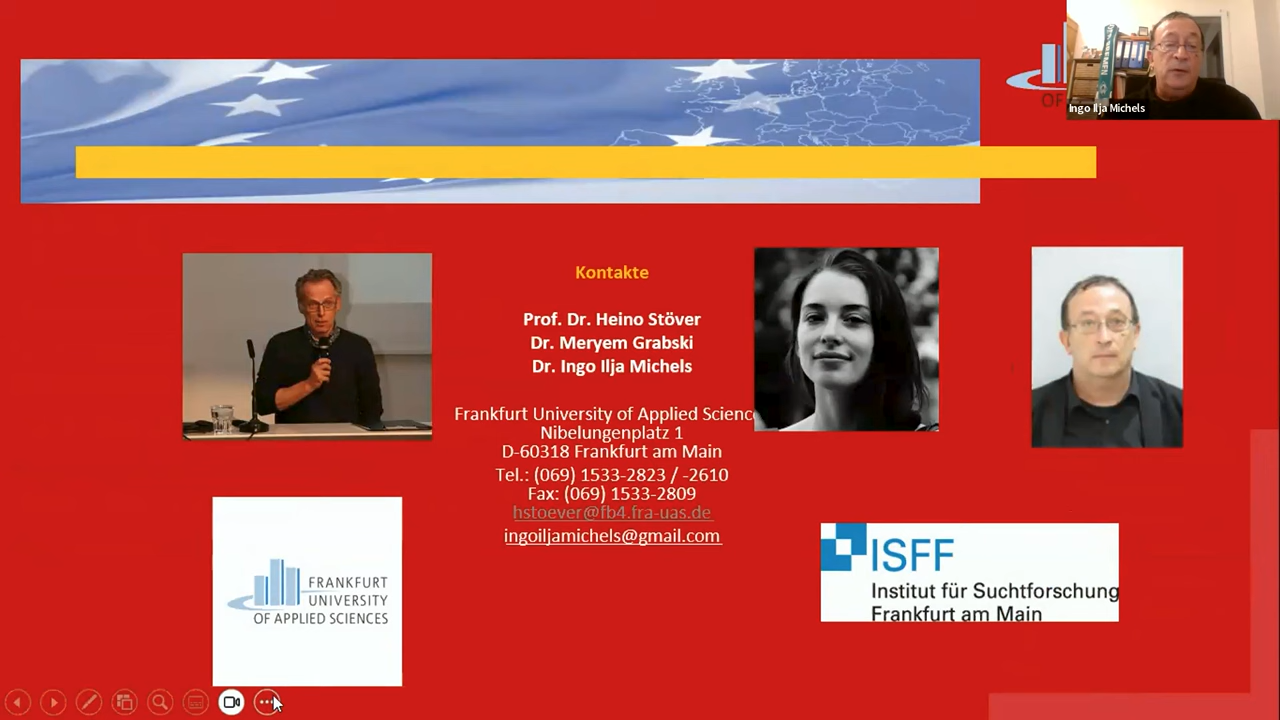 OF
Ingo Ilja Michels
Kontakte
Prof. Dr. Heino Stöver
Dr. Meryem Grabski
Dr. Ingo Ilja Michels
Frankfurt University of Applied Scienc
Nibelungenplatz 1
D-60318 Frankfurt am Main
Tel.: (069) 1533-2823 / -2610
Fax: (069) 1533-2809
hstoever@fb4.fra-uas.de
ingoiljamichels@gmail.com
FRANKFURT
UNIVERSITY
OF APPLIED SCIENCES
ISFF
Institut für Suchtforschung
Frankfurt am Main